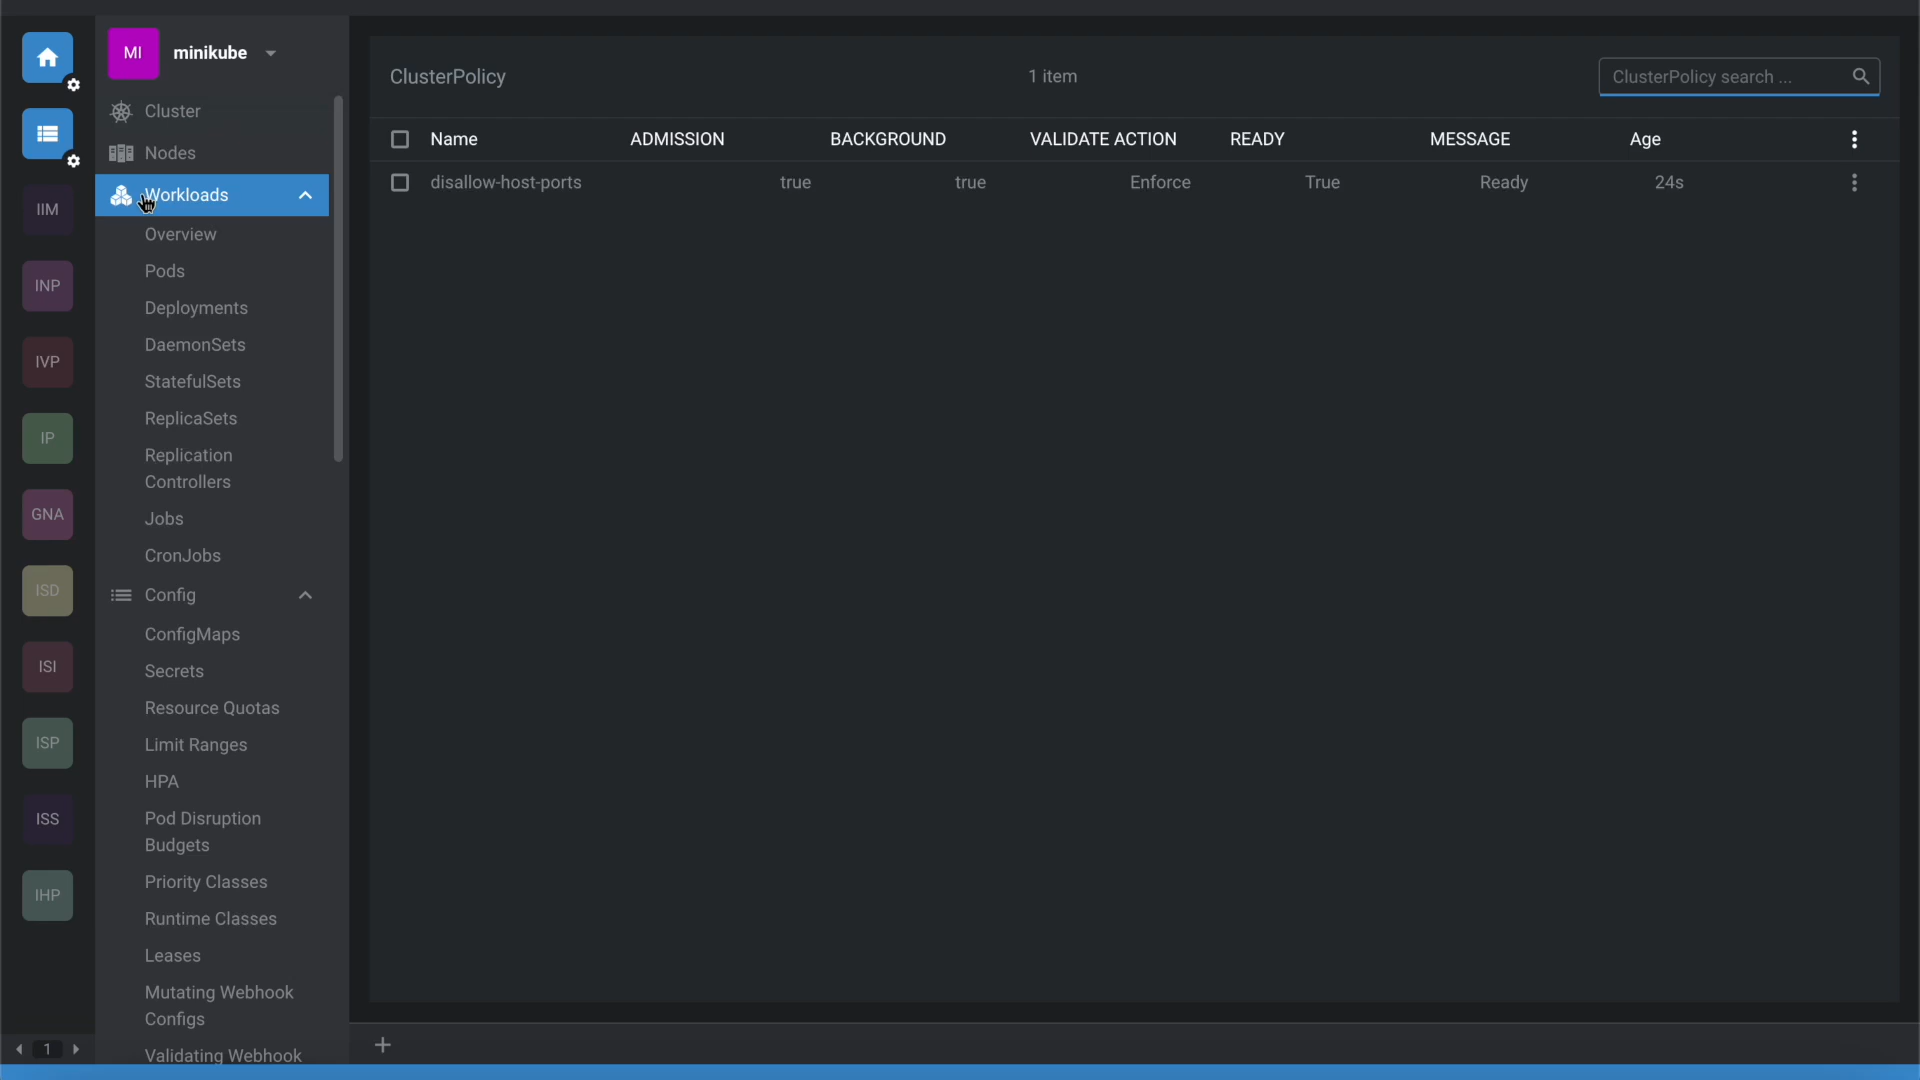 MI
minikube
Cluster
Nodes
Workloads
Overview
Pods
Deployments
DaemonSets
StatefulSets
ReplicaSets
Replication
Controllers
Jobs
CronJobs
Config
ConfigMaps
Secrets
Resource Quotas
Limit Ranges
HPA
Pod Disruption
Budgets
Priority Classes
Runtime Classes
Leases
Mutating Webhook
Configs
Validating Webhook
IIM
INP
IVP
IP
GNA
ISD
ISI
ISP
ISS
IHP
1
ClusterPolicy 1 item ClusterPolicy search ...
Name ADMISSION BACKGROUND VALIDATE ACTION READY MESSAGE Age
disallow-host-ports true true Enforce True Ready 24s